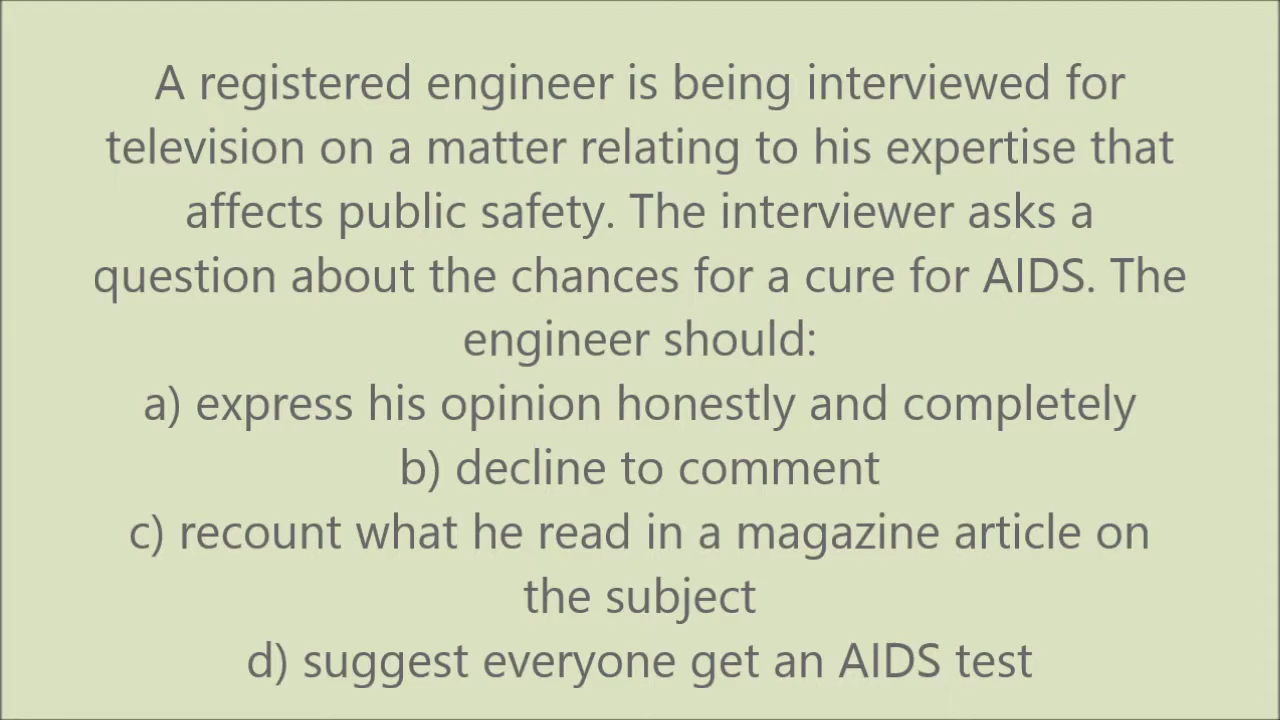 A registered engineer is being interviewed for
television on a matter relating to his expertise that
affects public safety. The interviewer asks a
question about the chances for a cure for AIDS. The
engineer should:
a) express his opinion honestly and completely
b) decline to comment
c) recount what he read in a magazine article on
the subject
d) suggest everyone get an AIDS test